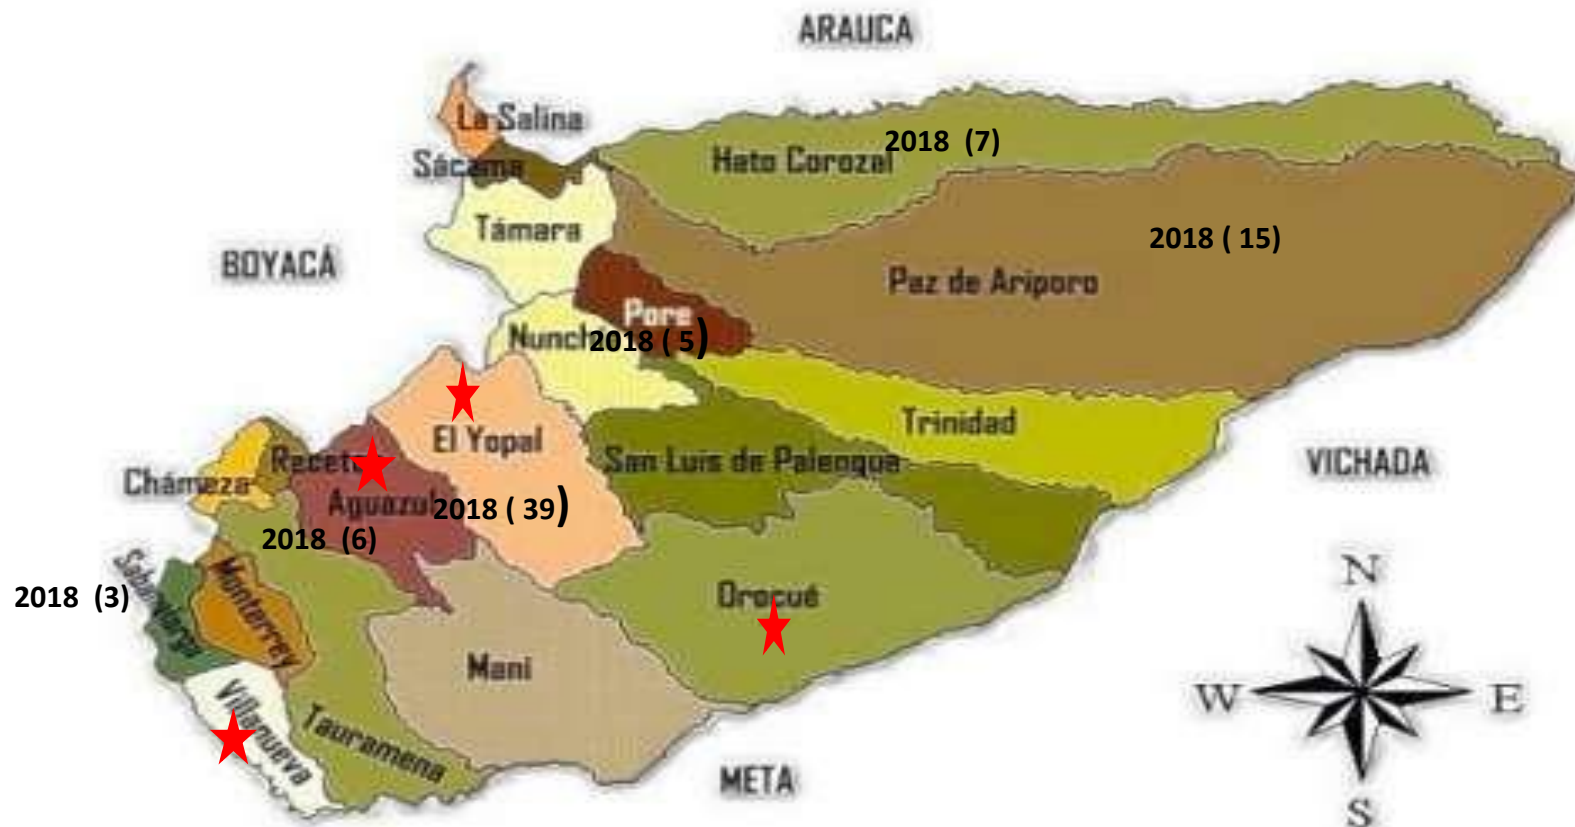 ARAUCA
La Salina
Sácama
Hato Corozal
2018 (7)
Támara
2018 ( 15)
BOYACÁ
Paz de Ariporo
Pore
Nunch
2018 ( 5)
Trinidad
El Yopal
San Luis de Palenque
VICHADA
Recetor
Chámeza
Aguazul
2018 ( 39)
2018 (6)
2018 (3)
Monterrey
Orocué
Mani
Villanueva
Tauramena
META
N
W
E
S